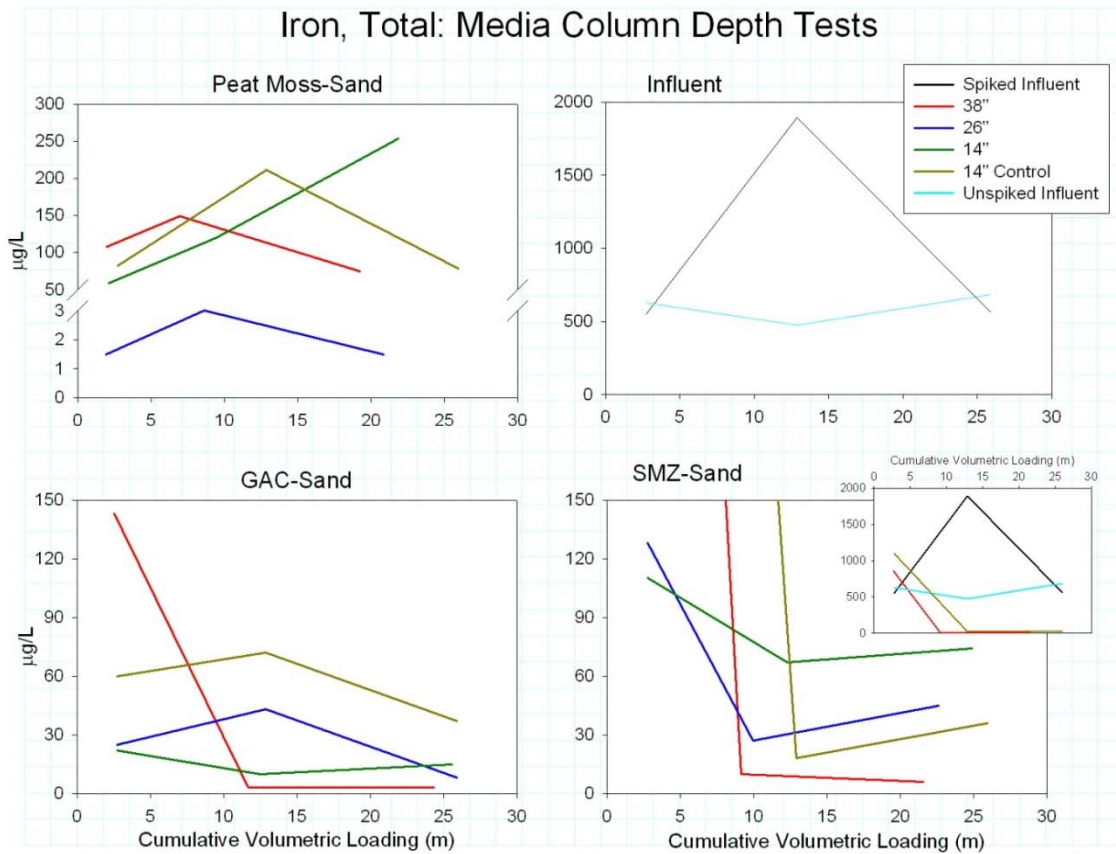 Iron, Total: Media Column Depth Tests
Peat Moss-Sand
300
250
200
150
100
50
3
2
1
0
µg/L
0 5 10 15 20 25 30
Influent
2000
1500
1000
500
0
0 5 10 15 20 25 30
Spiked Influent
38"
26"
14"
14" Control
Unspiked Influent
GAC-Sand
150
120
90
60
30
0
µg/L
0 5 10 15 20 25 30
Cumulative Volumetric Loading (m)
SMZ-Sand
150
120
90
60
30
0
0 5 10 15 20 25 30
Cumulative Volumetric Loading (m)
Cumulative Volumetric Loading (m)
0 5 10 15 20 25 30
2000
1500
1000
500
0